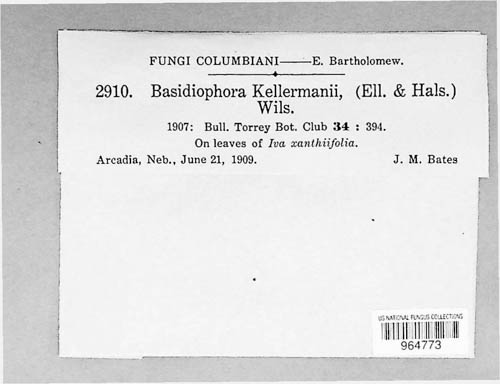 FUNGI COLUMBIANI——E. Bartholomew.
2910. Basidiophora Kellermanii, (Ell. & Hals.)
Wils.
1907: Bull. Torrey Bot. Club 34 : 394.
On leaves of Iva xanthiifolia.
Arcadia, Neb., June 21, 1909. J. M. Bates
US NATIONAL FUNGUS COLLECTIONS
964773